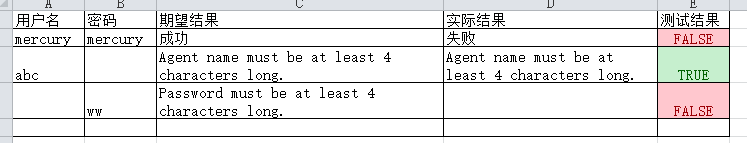 A B C D E
用户名 密码 期望结果 实际结果 测试结果
mercury mercury 成功 失败 FALSE
abc Agent name must be at least 4 characters long. Agent name must be at least 4 characters long. TRUE
ww Password must be at least 4 characters long. FALSE